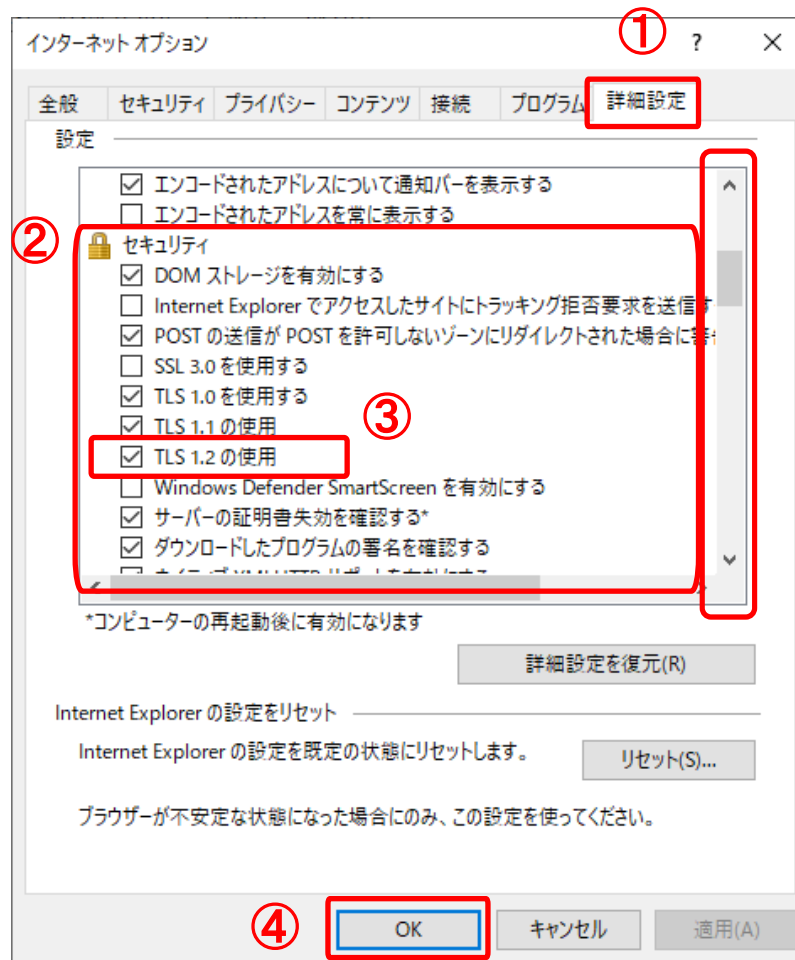 インターネット オプション
①
?
全般 セキュリティ プライバシー コンテンツ 接続 プログラム 詳細設定
設定
エンコードされたアドレスについて通知バーを表示する
エンコードされたアドレスを常に表示する
②
セキュリティ
DOM ストレージを有効にする
Internet Explorer でアクセスしたサイトにトラッキング拒否要求を送信す
POST の送信が POST を許可しないゾーンにリダイレクトされた場合に
SSL 3.0 を使用する
TLS 1.0 を使用する
③
TLS 1.1 の使用
TLS 1.2 の使用
Windows Defender SmartScreen を有効にする
サーバーの証明書失効を確認する*
ダウンロードしたプログラムの署名を確認する
*コンピューターの再起動後に有効になります
詳細設定を復元(R)
Internet Explorer の設定をリセット
Internet Explorer の設定を既定の状態にリセットします。
リセット(S)...
ブラウザーが不安定な状態になった場合にのみ、この設定を使ってください。
④
OK キャンセル 適用(A)